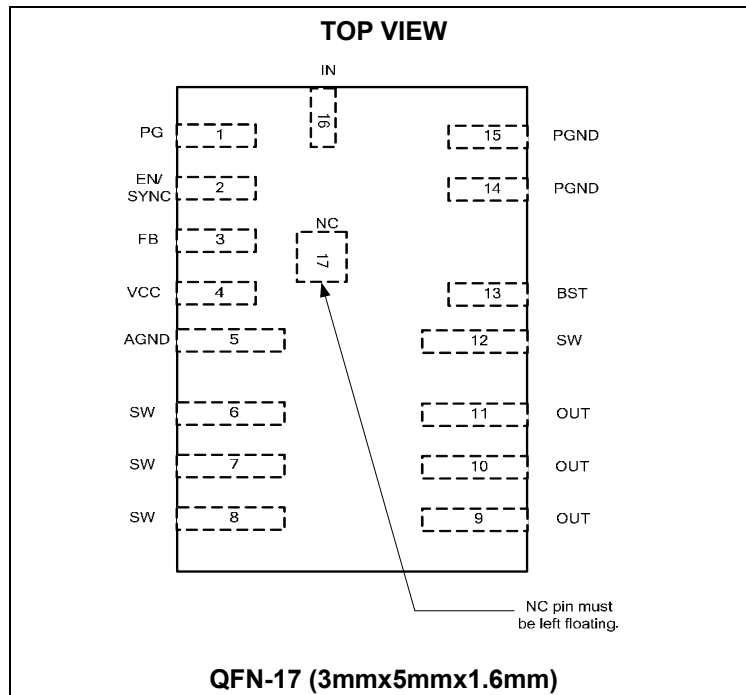 TOP VIEW
IN
16
PG 1 15 PGND
EN/
SYNC 2 14 PGND
FB 3 NC
17
VCC 4 13 BST
AGND 5 12 SW
SW 6 11 OUT
SW 7 10 OUT
SW 8 9 OUT
NC pin must
be left floating.
QFN-17 (3mmx5mmx1.6mm)